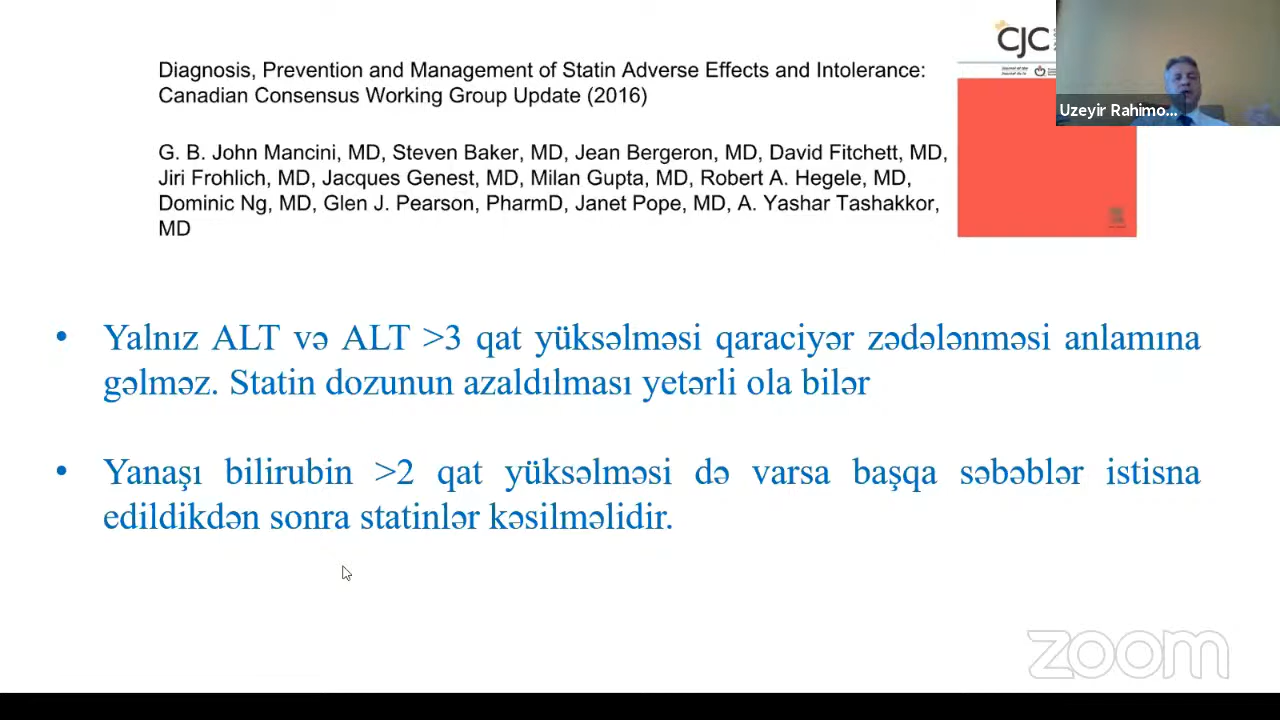 CJC
Diagnosis, Prevention and Management of Statin Adverse Effects and Intolerance:
Canadian Consensus Working Group Update (2016)
Uzeyir Rahimo...
G. B. John Mancini, MD, Steven Baker, MD, Jean Bergeron, MD, David Fitchett, MD,
Jiri Frohlich, MD, Jacques Genest, MD, Milan Gupta, MD, Robert A. Hegele, MD,
Dominic Ng, MD, Glen J. Pearson, PharmD, Janet Pope, MD, A. Yashar Tashakkor,
MD
• Yalnız ALT və ALT >3 qat yüksəlməsi qaraciyər zədələnməsi anlamına
gəlməz. Statin dozunun azaldılması yetərli ola bilər
• Yanaşı bilirubin >2 qat yüksəlməsi də varsa başqa səbəblər istisna
edildikdən sonra statinlər kəsilməlidir.
zoom